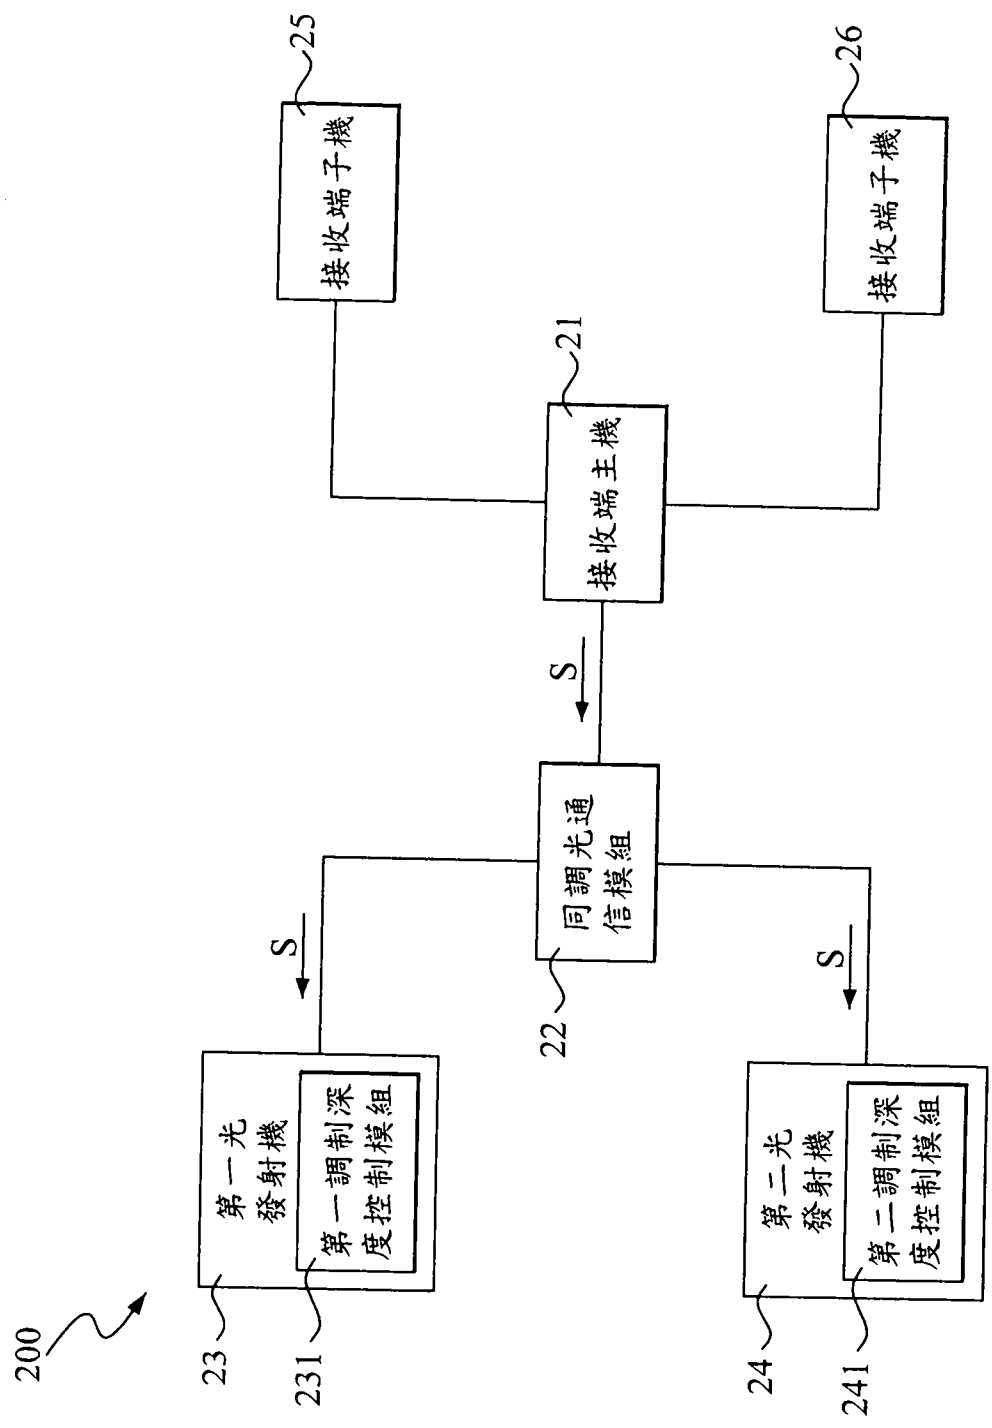 200
23
第一光
發射機
231
第一調制深
度控制模組
S
22
同調光通
信模組
S
21
接收端主機
25
接收端子機
24
第二光
發射機
241
第二調制深
度控制模組
S
26
接收端子機